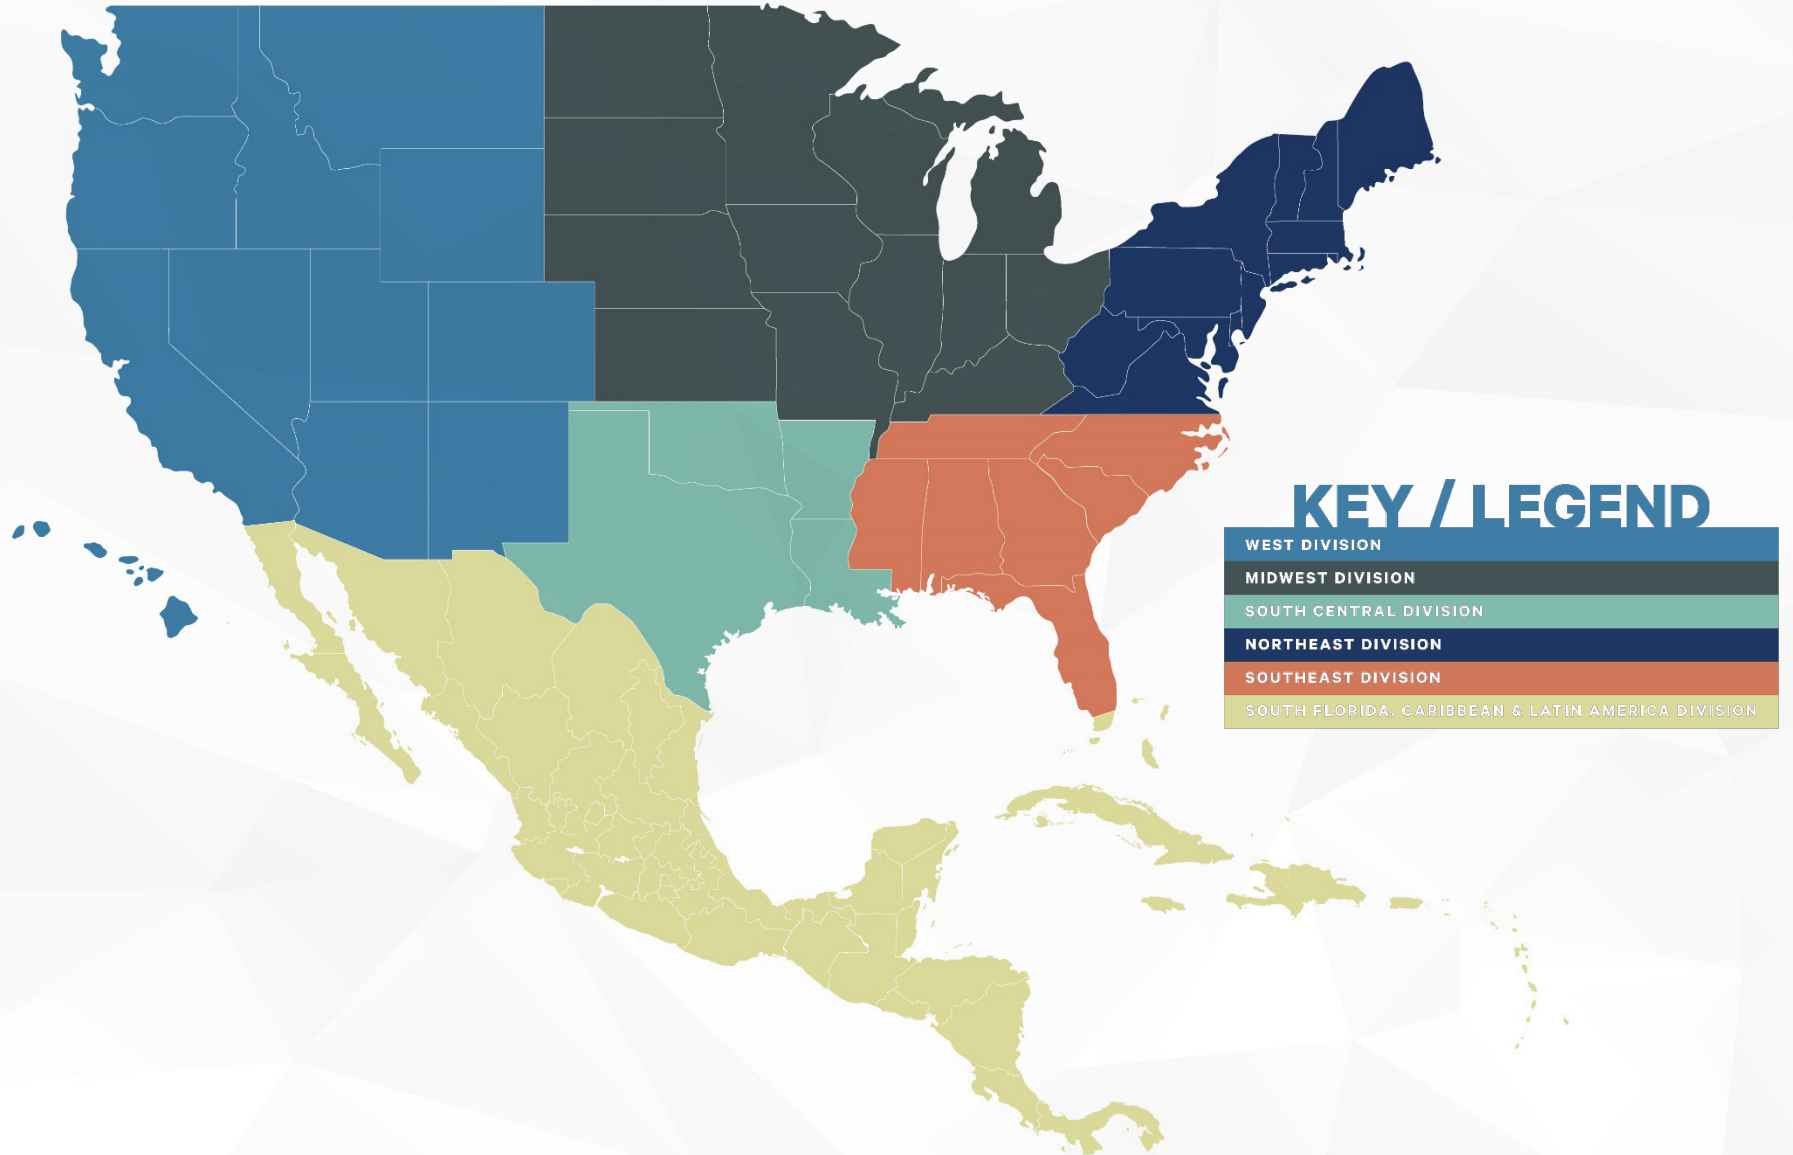 KEY / LEGEND
WEST DIVISION
MIDWEST DIVISION
SOUTH CENTRAL DIVISION
NORTHEAST DIVISION
SOUTHEAST DIVISION
SOUTH FLORIDA, CARIBBEAN & LATIN AMERICA DIVISION